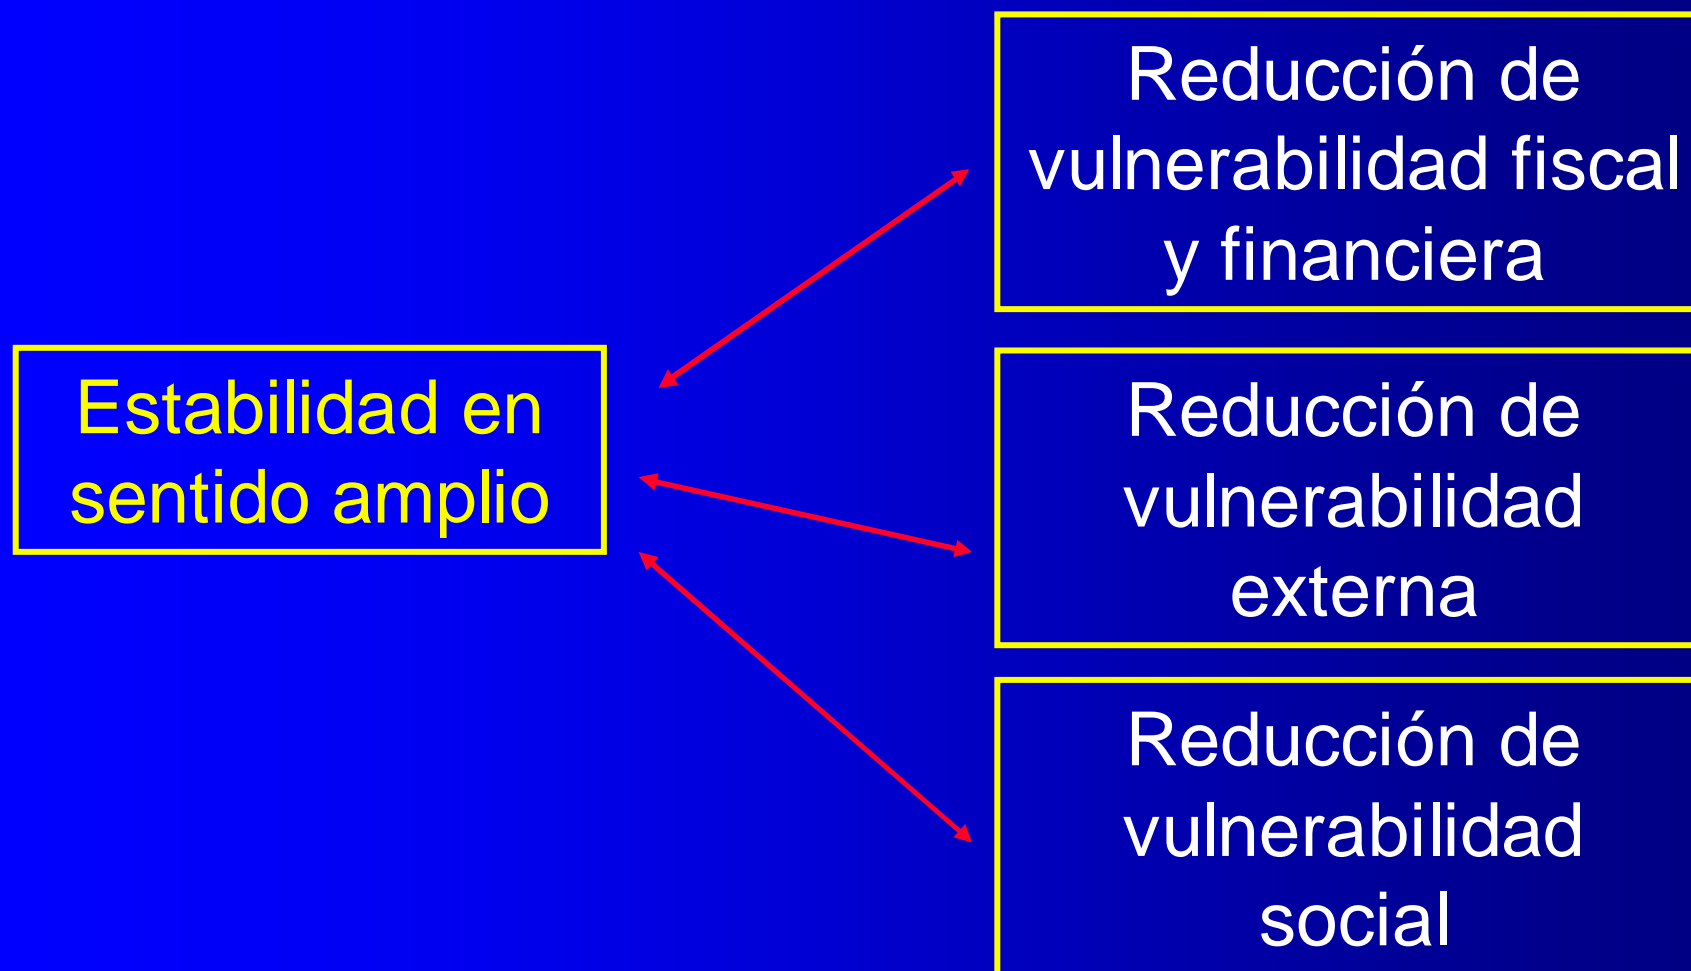 Estabilidad en
sentido amplio
Reducción de
vulnerabilidad fiscal
y financiera
Reducción de
vulnerabilidad
externa
Reducción de
vulnerabilidad
social